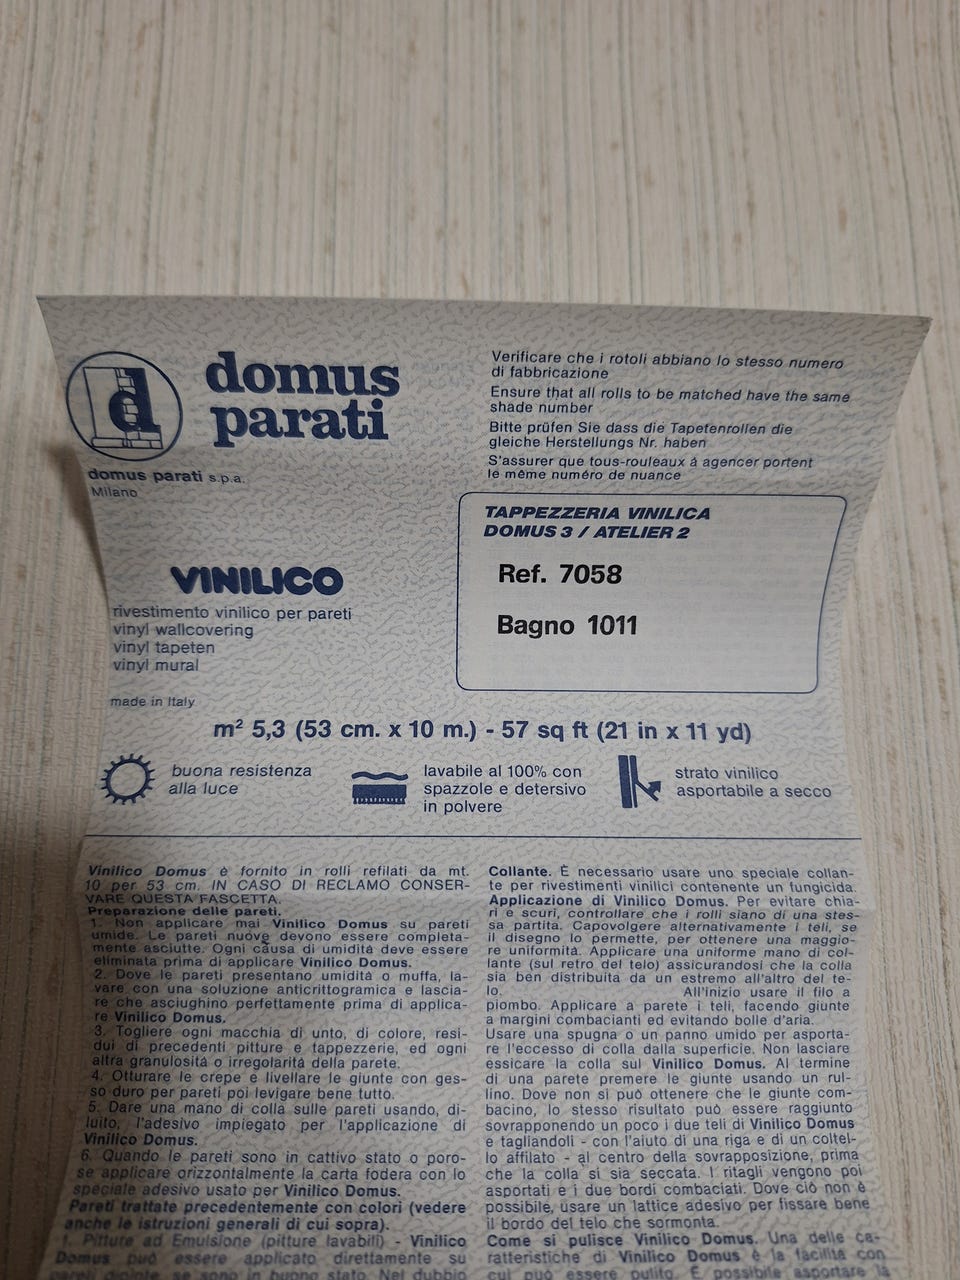 d
domus
parati
domus parati s.p.a.
Milano
Verificare che i rotoli abbiano lo stesso numero
di fabbricazione
Ensure that all rolls to be matched have the same
shade number
Bitte prüfen Sie dass die Tapetenrollen die
gleiche Herstellungs Nr. haben
S'assurer que tous-rouleaux à agencer portent
le même numéro de nuance
TAPPEZZERIA VINILICA
DOMUS 3 / ATELIER 2
Ref. 7058
Bagno 1011
VINILICO
rivestimento vinilico per pareti
vinyl wallcovering
vinyl tapeten
vinyl mural
made in Italy
m² 5,3 (53 cm. x 10 m.) - 57 sq ft (21 in x 11 yd)
buona resistenza
alla luce
lavabile al 100% con
spazzole e detersivo
in polvere
strato vinilico
asportabile a secco
Vinilico Domus è fornito in rolli refilati da mt.
10 per 53 cm. IN CASO DI RECLAMO CONSER-
VARE QUESTA FASCETTA.
Preparazione delle pareti.
1. Non applicare mai Vinilico Domus su pareti
umide. Le pareti nuove devono essere completa-
mente asciutte. Ogni causa di umidità deve essere
eliminata prima di applicare Vinilico Domus.
2. Dove le pareti presentano umidità o muffa, la-
vare con una soluzione anticrittogramica e lascia-
re che asciughino perfettamente prima di applica-
re Vinilico Domus.
3. Togliere ogni macchia di unto, di colore, resi-
dui di precedenti pitture e tappezzerie, ed ogni
altra granulosità o irregolarità della parete.
4. Otturare le crepe e livellare le giunte con ges-
so duro per pareti poi levigare bene tutto.
5. Dare una mano di colla sulle pareti usando, di-
luito, l'adesivo impiegato per l'applicazione di
Vinilico Domus.
6. Quando le pareti sono in cattivo stato o poro-
se applicare orizzontalmente la carta fodera con lo
speciale adesivo usato per Vinilico Domus.
Pareti trattate precedentemente con colori (vedere
anche le istruzioni generali di cui sopra).
1. Pitture ad Emulsione (pitture lavabili) - Vinilico
Domus può essere applicato direttamente su
se sono in buono stato. Nel dubbio
Collante. È necessario usare uno speciale collan-
te per rivestimenti vinilici contenente un fungicida.
Applicazione di Vinilico Domus. Per evitare chia-
ri e scuri, controllare che i rolli siano di una stes-
sa partita. Capovolgere alternativamente i teli, se
il disegno lo permette, per ottenere una maggio-
re uniformità. Applicare una uniforme mano di col-
lante (sul retro del telo) assicurandosi che la colla
sia ben distribuita da un estremo all'altro del te-
lo. All'inizio usare il filo a
piombo. Applicare a parete i teli, facendo giunte
a margini combacianti ed evitando bolle d'aria.
Usare una spugna o un panno umido per asporta-
re l'eccesso di colla dalla superficie. Non lasciare
essicare la colla sul Vinilico Domus. Al termine
di una parete premere le giunte usando un rul-
lino. Dove non si può ottenere che le giunte com-
bacino, lo stesso risultato può essere raggiunto
sovrapponendo un poco i due teli di Vinilico Domus
e tagliandoli - con l'aiuto di una riga e di un coltel-
lo affilato - al centro della sovrapposizione, prima
che la colla si sia seccata. I ritagli vengono poi
asportati e i due bordi combaciati. Dove ciò non è
possibile, usare un lattice adesivo per fissare bene
il bordo del telo che sormonta.
Come si pulisce Vinilico Domus. Una delle ca-
ratteristiche di Vinilico Domus è la facilità con
cui può essere pulito. È possibile asportare la